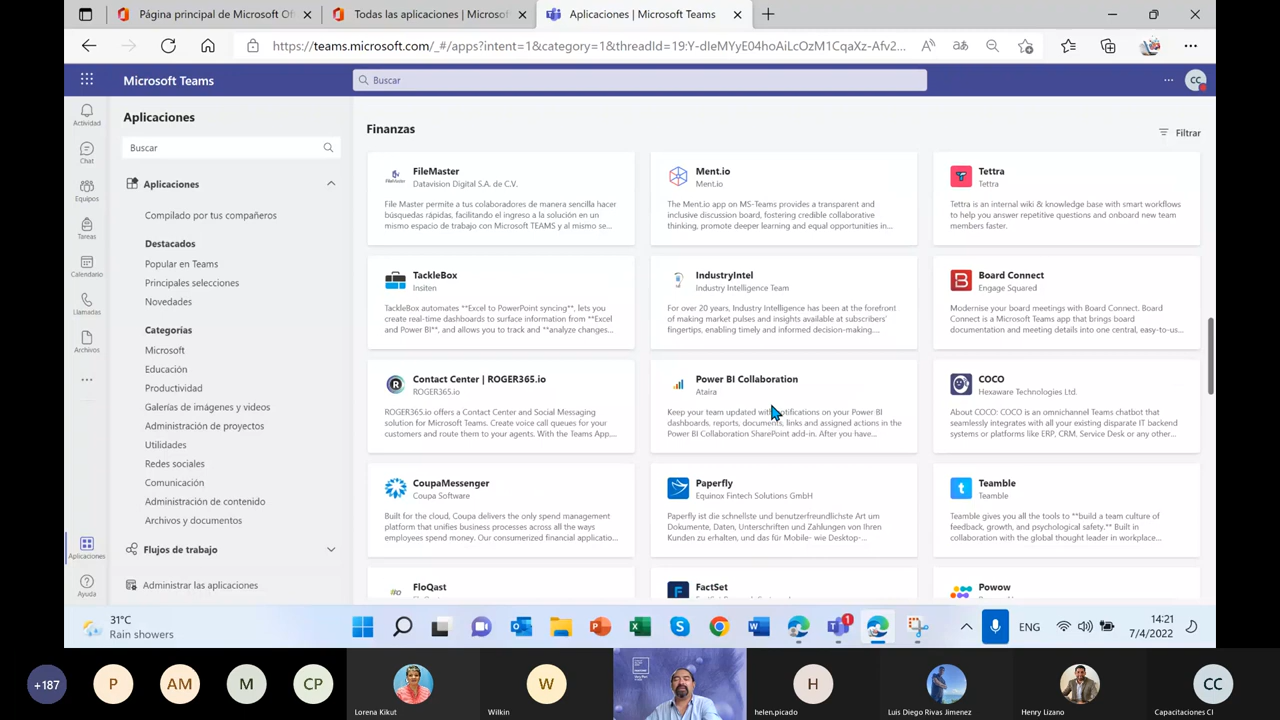 Página principal de Microsoft Of
Todas las aplicaciones | Microsof
Aplicaciones | Microsoft Teams
https://teams.microsoft.com/_#/apps?intent=1&category=1&threadId=19:Y-dIeMYyE04hoAiLcOzM1CqaXz-Afv2...
Microsoft Teams
Buscar
CC
Actividad
Chat
Equipos
Tareas
Calendario
Llamadas
Archivos
Aplicaciones
Ayuda
Aplicaciones
Buscar
Aplicaciones
Compilado por tus compañeros
Destacados
Popular en Teams
Principales selecciones
Novedades
Categorías
Microsoft
Educación
Productividad
Galerías de imágenes y videos
Administración de proyectos
Utilidades
Redes sociales
Comunicación
Administración de contenido
Archivos y documentos
Flujos de trabajo
Administrar las aplicaciones
Finanzas
Filtrar
FileMaster
Datavision Digital S.A. de C.V.
File Master permite a tus colaboradores de manera sencilla hacer
búsquedas rápidas, facilitando el ingreso a la solución en un
mismo espacio de trabajo con Microsoft TEAMS y al mismo se...
Ment.io
Ment.io
The Ment.io app on MS-Teams provides a transparent and
inclusive discussion board, fostering credible collaborative
thinking, promote deeper learning and equal opportunities in...
Tettra
Tettra
Tettra is an internal wiki & knowledge base with smart workflows
to help you answer repetitive questions and onboard new team
members faster.
TackleBox
Insiten
TackleBox automates **Excel to PowerPoint syncing**, lets you
create real-time dashboards to surface information from **Excel
and Power BI**, and allows you to track and **analyze changes...
IndustryIntel
Industry Intelligence Team
For over 20 years, Industry Intelligence has been at the forefront
of making market pulses and insights available at subscribers'
fingertips, enabling timely and informed decision-making....
Board Connect
Engage Squared
Modernise your board meetings with Board Connect. Board
Connect is a Microsoft Teams app that brings board
documentation and meeting details into one central, easy-to-us...
Contact Center | ROGER365.io
ROGER365.io
ROGER365.io offers a Contact Center and Social Messaging
solution for Microsoft Teams. Create voice call queues for your
customers and route them to your agents. With the Teams App,...
Power BI Collaboration
Ataira
Keep your team updated with notifications on your Power BI
dashboards, reports, documents, links and assigned actions in the
Power BI Collaboration SharePoint add-in. After you have...
COCO
Hexaware Technologies Ltd.
About COCO: COCO is an omnichannel Teams chatbot that
seamlessly integrates with all your existing disparate IT backend
systems or platforms like ERP, CRM, Service Desk or any other...
CoupaMessenger
Coupa Software
Built for the cloud, Coupa delivers the only spend management
platform that unifies business processes across all the ways
employees spend money. Our consumerized financial applicatio...
Paperfly
Equinox Fintech Solutions GmbH
Paperfly ist die schnellste und benutzerfreundlichste Art um
Dokumente, Daten, Unterschriften und Zahlungen von Ihren
Kunden zu erhalten, und das für Mobile- wie Desktop-...
Teamble
Teamble
Teamble gives you all the tools to **build a team culture of
feedback, growth, and psychological safety.** Built in
collaboration with the global thought leader in workplace...
FloQast
FactSet
Powow
31°C
Rain showers
1
ENG
14:21
7/4/2022
+187
P
AM
M
CP
Lorena Kikut
W
Wilkin
H
helen.picado
Luis Diego Rivas Jimenez
Henry Lizano
CC
Capacitaciones CI